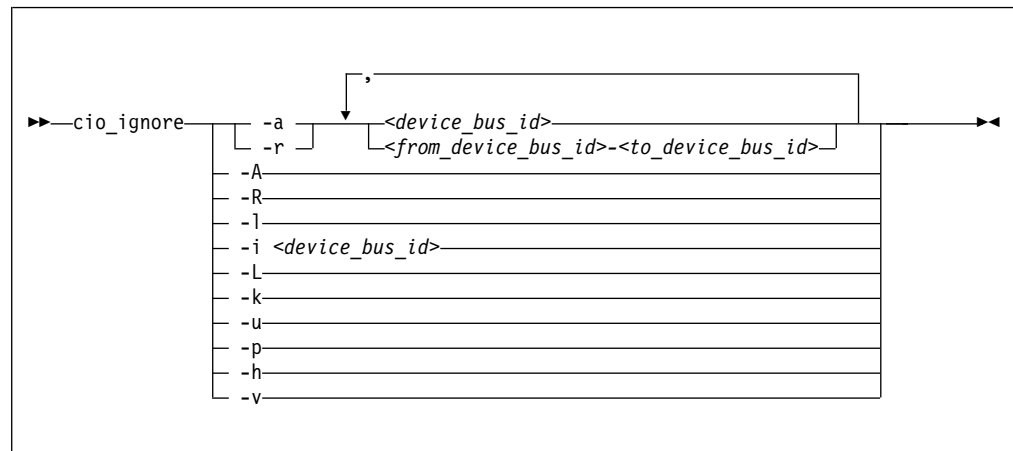 ,
cio_ignore -a <device_bus_id>
-r <from_device_bus_id>-<to_device_bus_id>
-A
-R
-l
-i <device_bus_id>
-L
-k
-u
-p
-h
-v